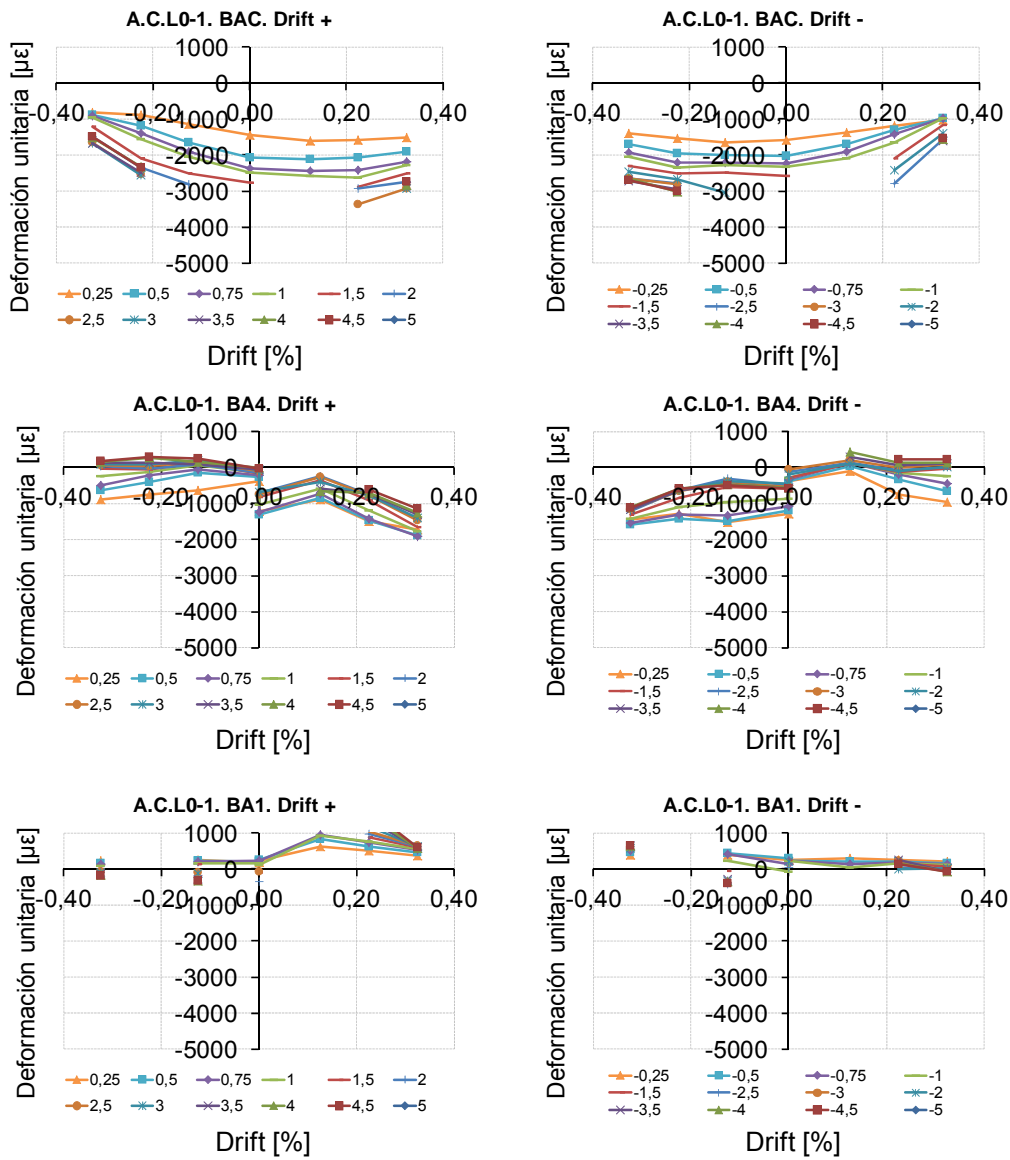 A.C.L0-1. BAC. Drift +
Deformación unitaria [µε]
1000
0
-1000
-2000
-3000
-4000
-5000
-0,40 -0,20 0,00 0,20 0,40
0,25 0,5 0,75 1 1,5 2
2,5 3 3,5 4 4,5 5
Drift [%]
A.C.L0-1. BAC. Drift -
Deformación unitaria [µε]
1000
0
-1000
-2000
-3000
-4000
-5000
-0,40 -0,20 0,00 0,20 0,40
-0,25 -0,5 -0,75 -1
-1,5 -2,5 -3 -2
-3,5 -4 -4,5 -5
Drift [%]
A.C.L0-1. BA4. Drift +
Deformación unitaria [µε]
1000
0
-1000
-2000
-3000
-4000
-5000
-0,40 -0,20 0,00 0,20 0,40
0,25 0,5 0,75 1 1,5 2
2,5 3 3,5 4 4,5 5
Drift [%]
A.C.L0-1. BA4. Drift -
Deformación unitaria [µε]
1000
0
-1000
-2000
-3000
-4000
-5000
-0,40 -0,20 0,00 0,20 0,40
-0,25 -0,5 -0,75 -1
-1,5 -2,5 -3 -2
-3,5 -4 -4,5 -5
Drift [%]
A.C.L0-1. BA1. Drift +
Deformación unitaria [µε]
1000
0
-1000
-2000
-3000
-4000
-5000
-0,40 -0,20 0,00 0,20 0,40
0,25 0,5 0,75 1 1,5 2
2,5 3 3,5 4 4,5 5
Drift [%]
A.C.L0-1. BA1. Drift -
Deformación unitaria [µε]
1000
0
-1000
-2000
-3000
-4000
-5000
-0,40 -0,20 0,00 0,20 0,40
-0,25 -0,5 -0,75 -1
-1,5 -2,5 -3 -2
-3,5 -4 -4,5 -5
Drift [%]